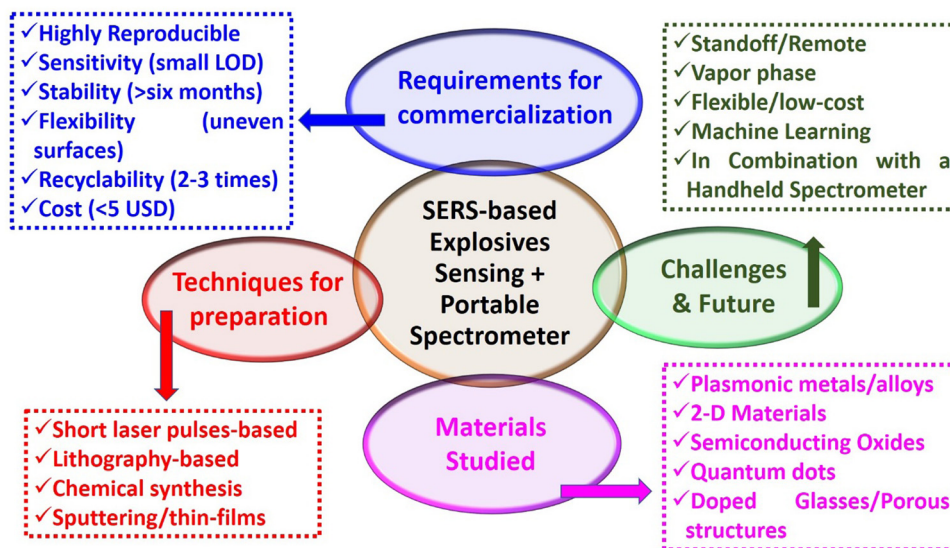 ✓Highly Reproducible
✓Sensitivity (small LOD)
✓Stability (>six months)
✓Flexibility (uneven
surfaces)
✓Recyclability (2-3 times)
✓Cost (<5 USD)
Requirements for
commercialization
✓Standoff/Remote
✓Vapor phase
✓Flexible/low-cost
✓Machine Learning
✓In Combination with a
Handheld Spectrometer
SERS-based
Explosives
Sensing +
Portable
Spectrometer
Techniques for
preparation
Challenges
& Future
✓Short laser pulses-based
✓Lithography-based
✓Chemical synthesis
✓Sputtering/thin-films
Materials
Studied
✓Plasmonic metals/alloys
✓2-D Materials
✓Semiconducting Oxides
✓Quantum dots
✓Doped Glasses/Porous
structures